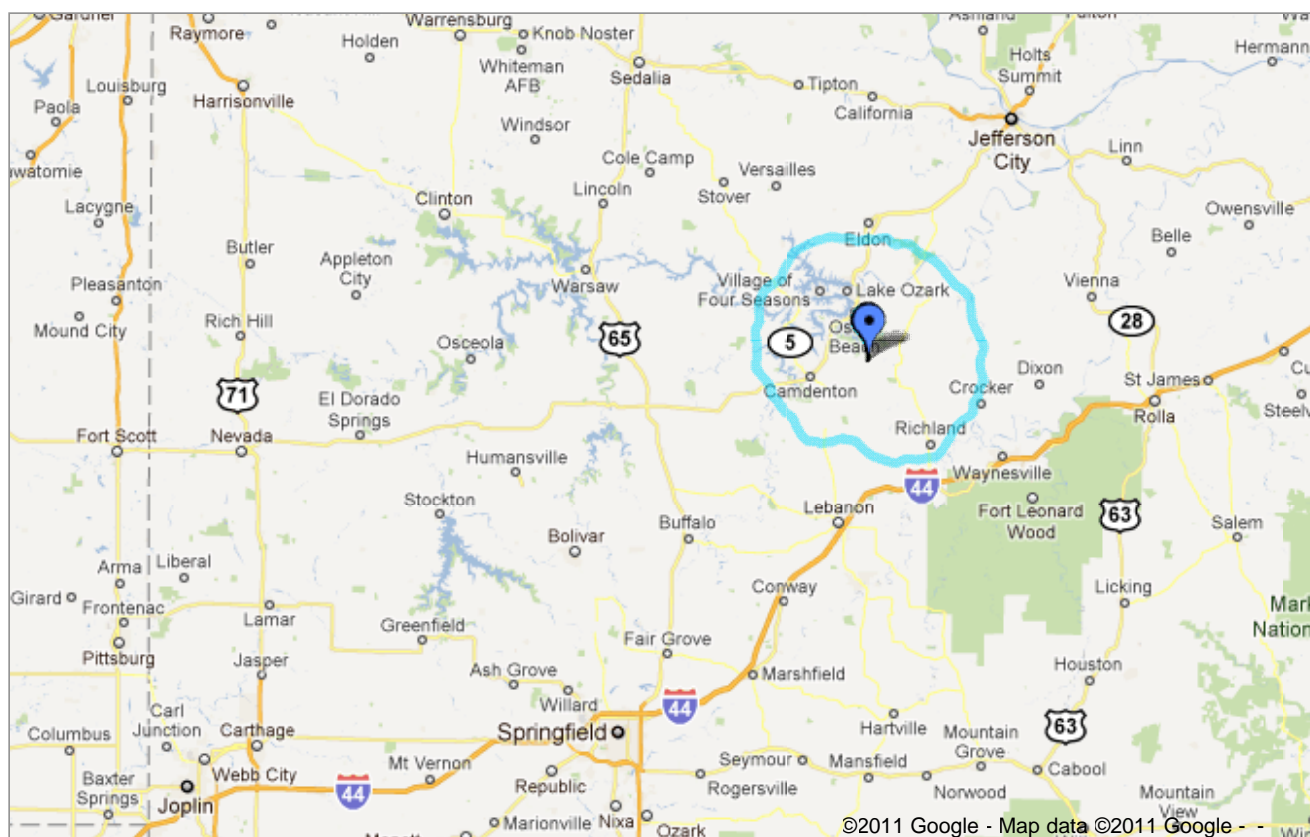 Gardner
Raymore
Warrensburg
Knob Noster
Ashland
Fulton
Holden
Whiteman
AFB
Sedalia
Holts
Summit
Hermann
Louisburg
Harrisonville
Tipton
Paola
California
Windsor
Jefferson
City
Linn
Cole Camp
Versailles
Lincoln
Stover
Clinton
Lacygne
Owensville
Butler
Eldon
Belle
Appleton
City
Village of
Four Seasons
Lake Ozark
Vienna
Pleasanton
Warsaw
Mound City
Rich Hill
28
65
5
Osceola
Beach
Dixon
71
Camdenton
Crocker
St James
El Dorado
Springs
Rolla
Richland
Fort Scott
Nevada
Humansville
Waynesville
44
Stockton
Fort Leonard
Wood
63
Lebanon
Buffalo
Salem
Bolivar
Arma
Liberal
Girard
Conway
Licking
Frontenac
Lamar
Greenfield
Fair Grove
Pittsburg
Jasper
Ash Grove
Marshfield
Houston
Willard
44
Carl
Junction
Carthage
Springfield
Hartville
63
Columbus
Mountain
Grove
Webb City
Mt Vernon
Seymour
Mansfield
Cabool
Baxter
Springs
Joplin
44
Republic
Rogersville
Norwood
Mountain
View
Marionville
Nixa
Ozark
©2011 Google - Map data ©2011 Google - -